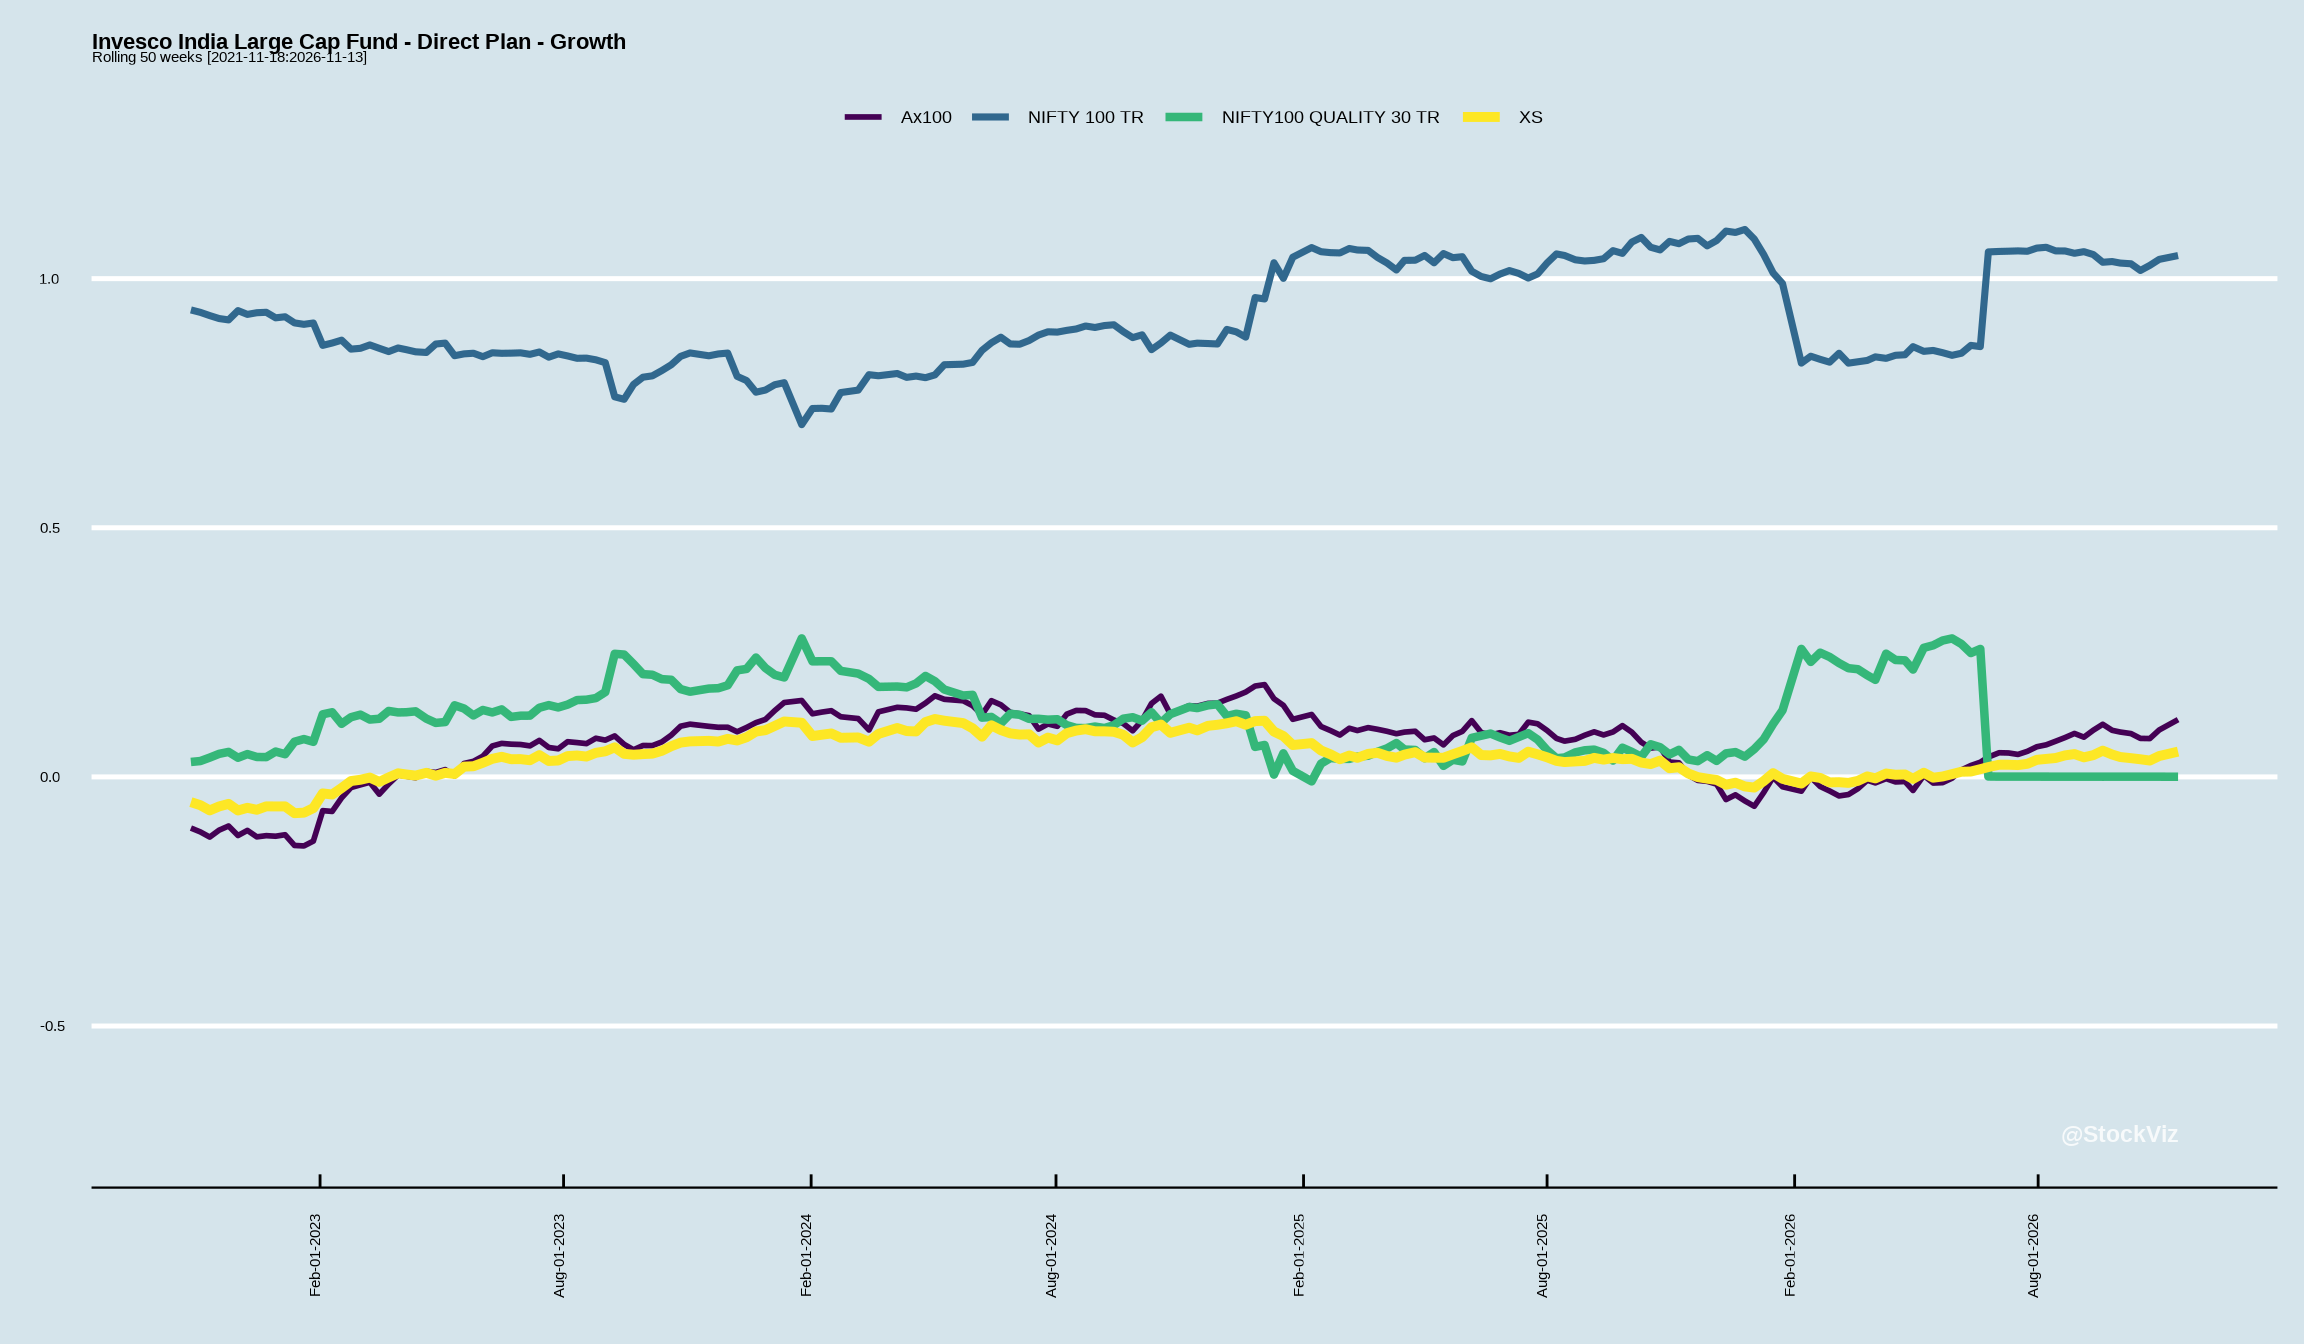 Invesco India Large Cap Fund - Direct Plan - Growth
Rolling 50 weeks [2021-11-18:2026-11-13]
Ax100 NIFTY 100 TR NIFTY100 QUALITY 30 TR XS
1.0
0.5
0.0
-0.5
@StockViz
Feb-01-2023 Aug-01-2023 Feb-01-2024 Aug-01-2024 Feb-01-2025 Aug-01-2025 Feb-01-2026 Aug-01-2026